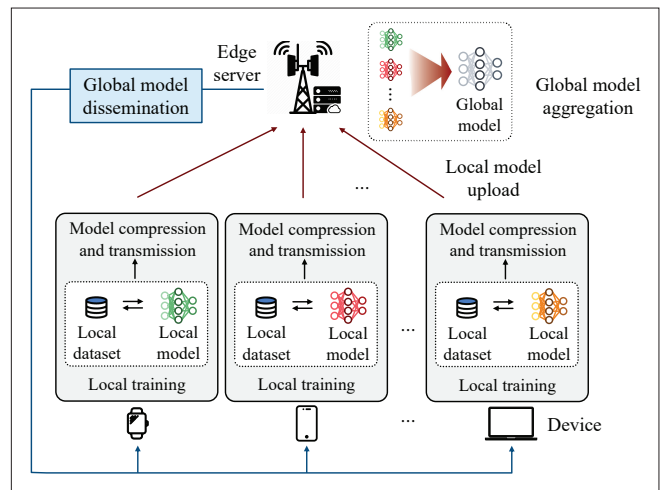 Edge
server
Global model
dissemination
Global
model
Global model
aggregation
Local model
upload
...
Model compression
and transmission
Local
dataset
Local
model
Local training
Model compression
and transmission
Local
dataset
Local
model
Local training
...
Model compression
and transmission
Local
dataset
Local
model
Local training
...
Device